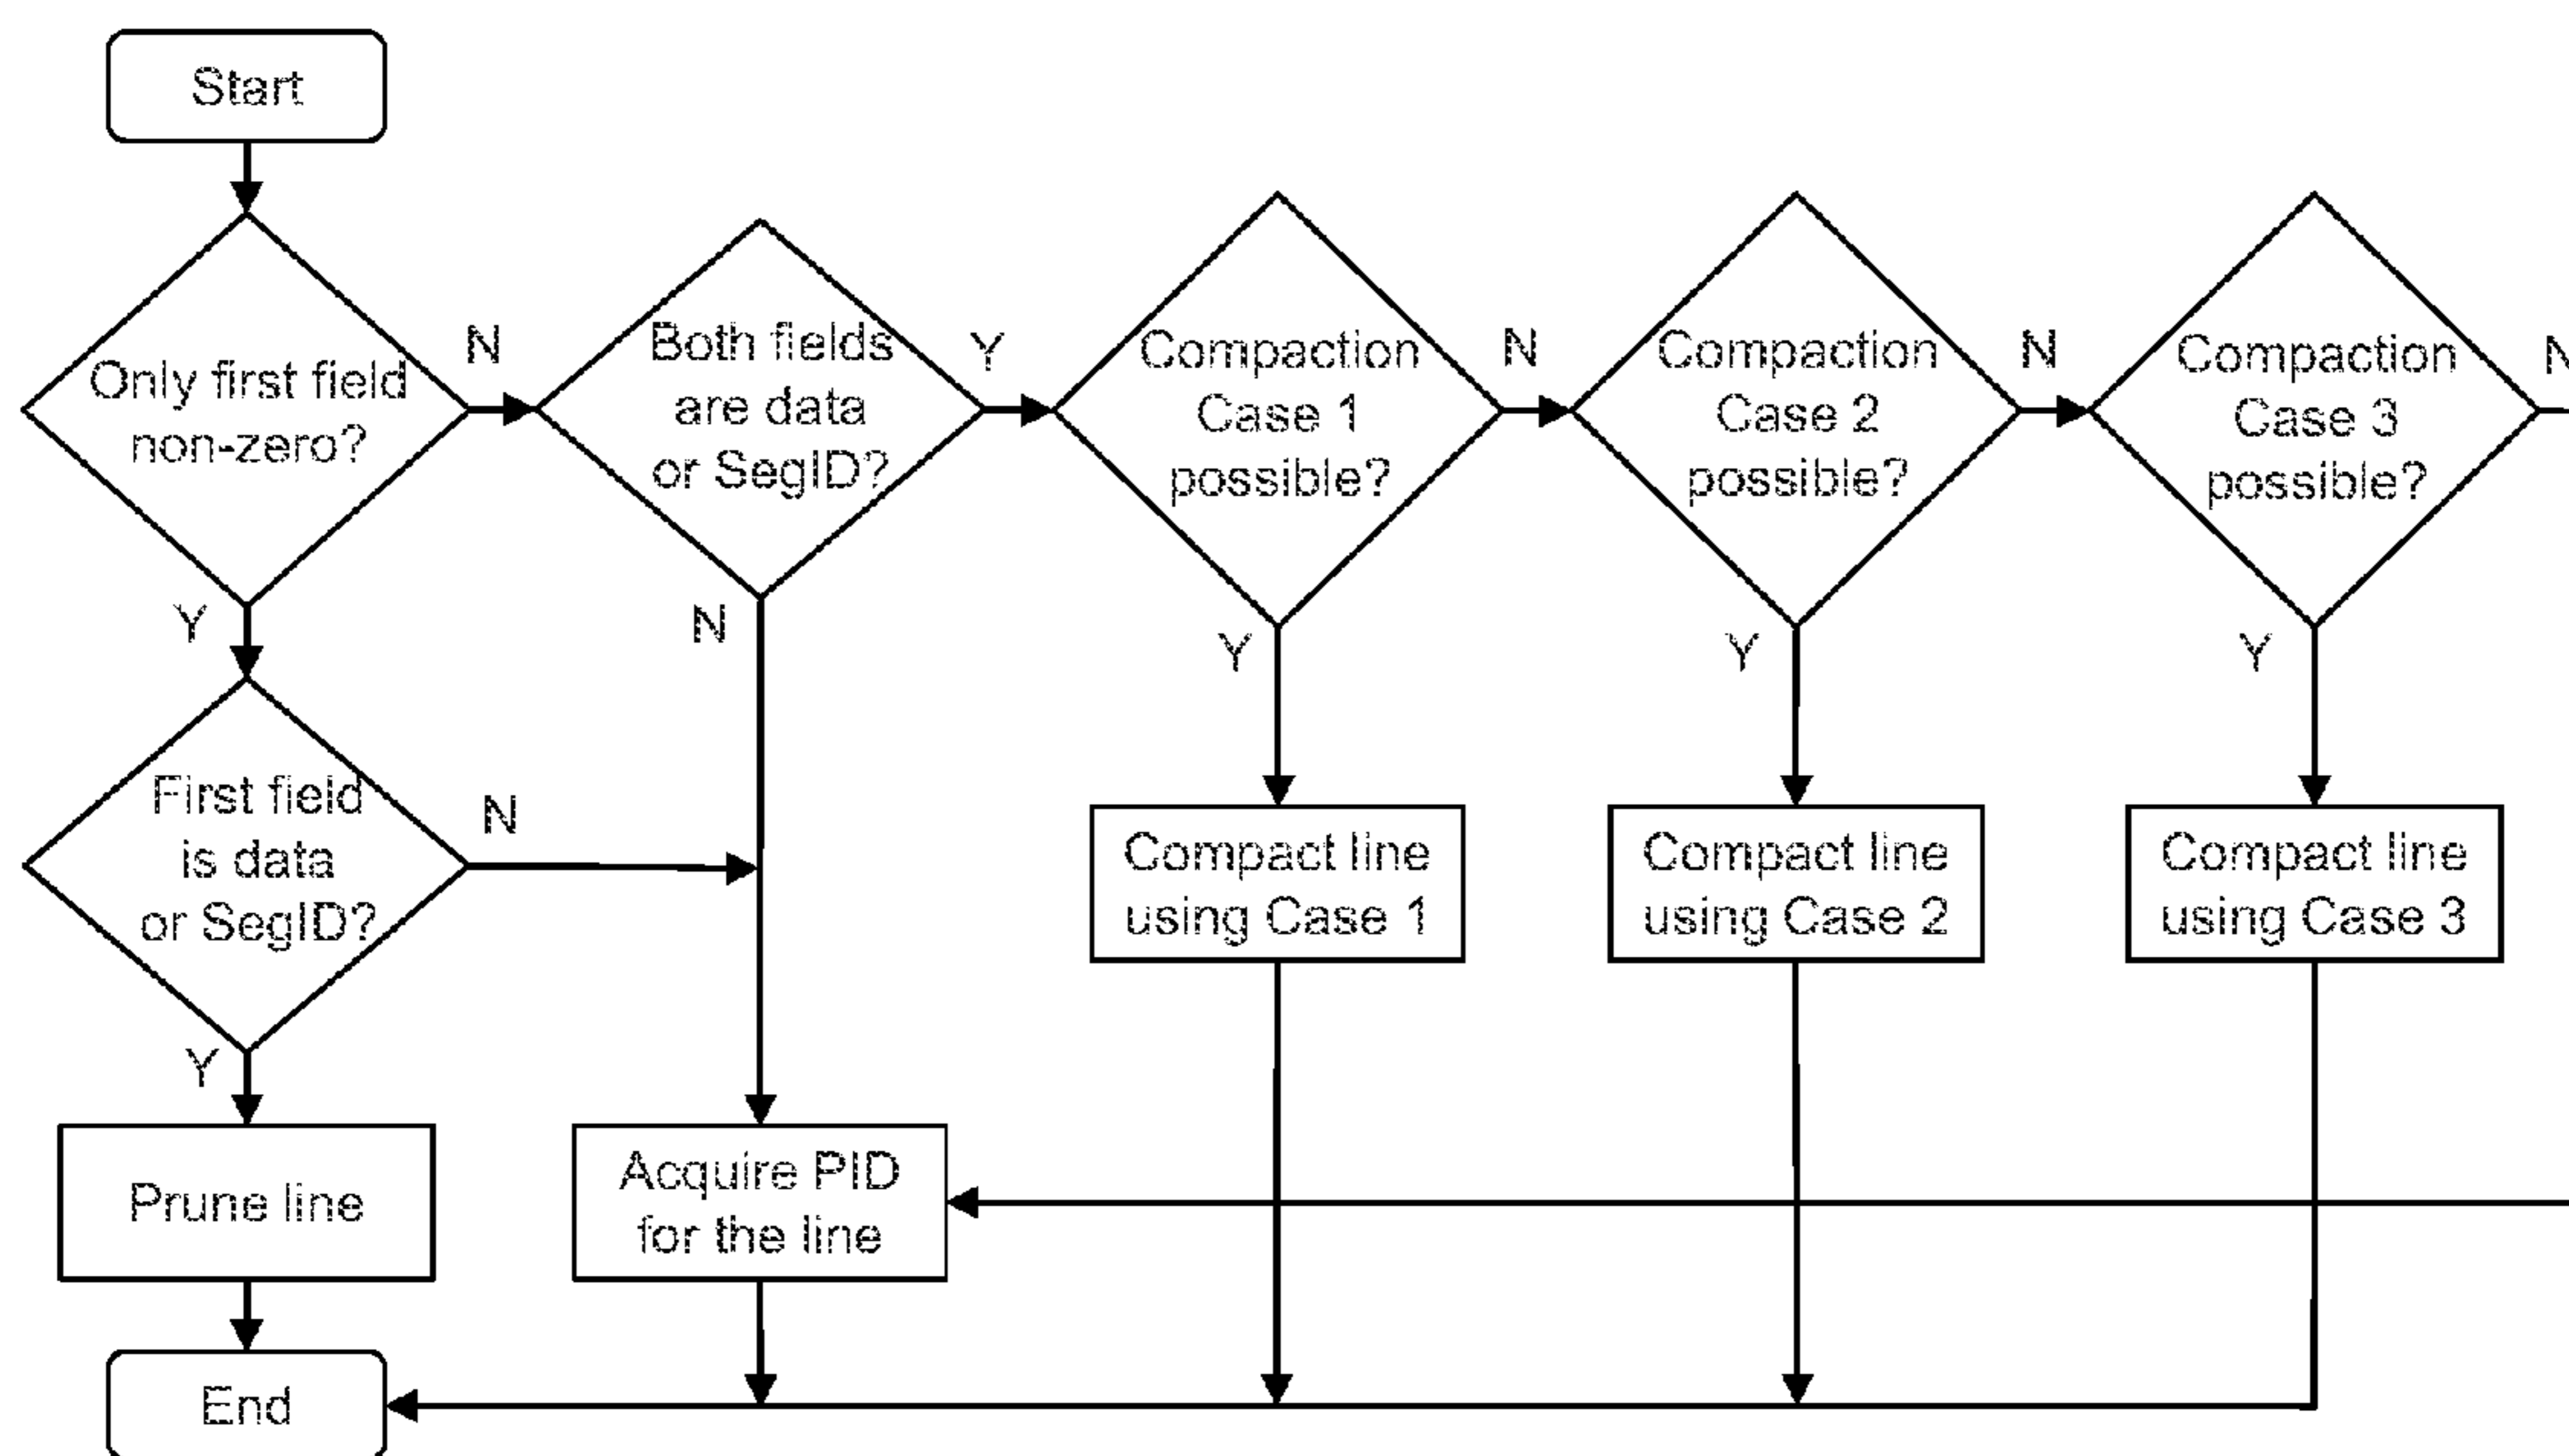 Start
Only first field
non-zero?
N
Both fields
are data
or SegID?
Y
Compaction
Case 1
possible?
N
Compaction
Case 2
possible?
N
Compaction
Case 3
possible?
N
Y
N
Y
Y
Y
First field
is data
or SegID?
N
Compact line
using Case 1
Compact line
using Case 2
Compact line
using Case 3
Y
Prune line
Acquire PID
for the line
End